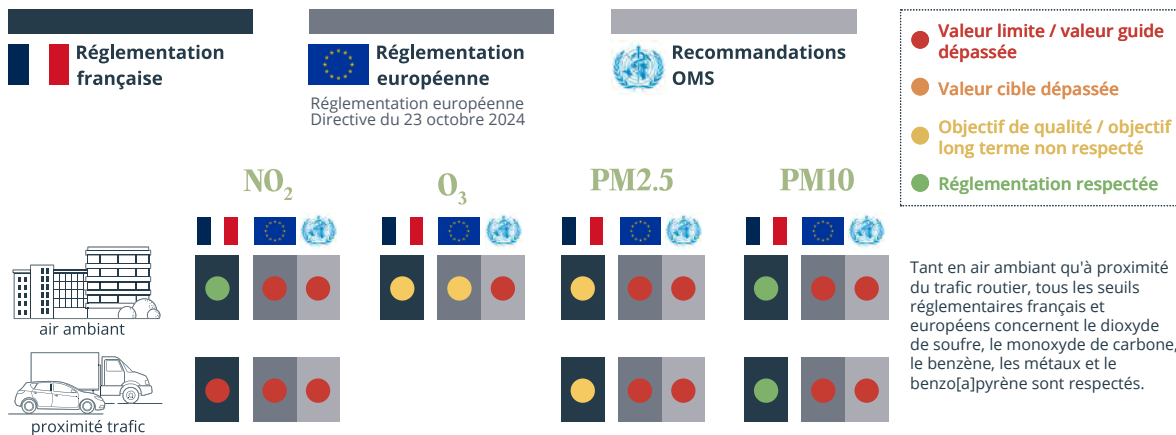 Réglementation
française
Réglementation
européenne
Réglementation européenne
Directive du 23 octobre 2024
Recommandations
OMS
Valeur limite / valeur guide
dépassée
Valeur cible dépassée
Objectif de qualité / objectif
long terme non respecté
Réglementation respectée
NO2
O3
PM2.5
PM10
air ambiant
proximité trafic
Tant en air ambiant qu'à proximité
du trafic routier, tous les seuils
réglementaires français et
européens concernent le dioxyde
de soufre, le monoxyde de carbone,
le benzène, les métaux et le
benzo[a]pyrène sont respectés.